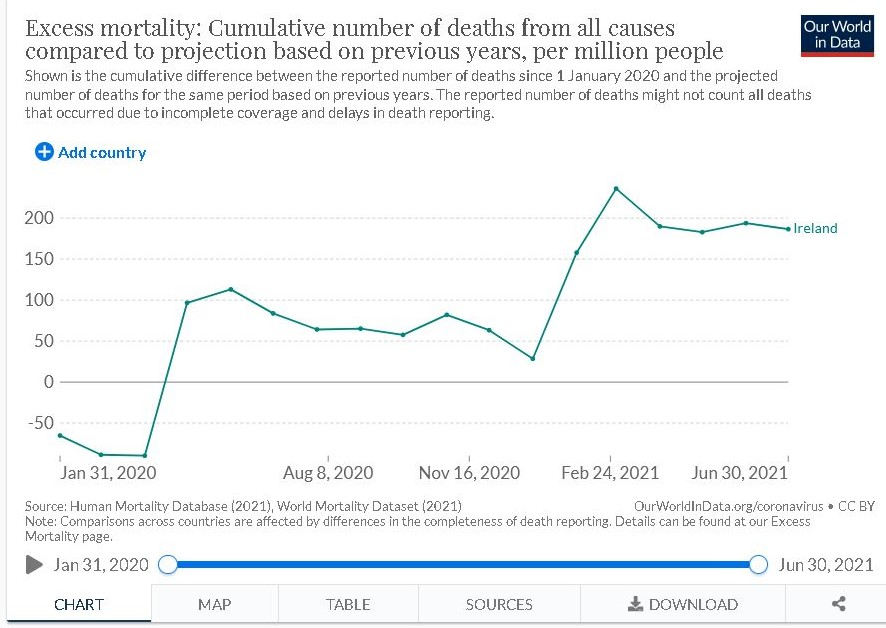 Excess mortality: Cumulative number of deaths from all causes
compared to projection based on previous years, per million people
Our World
in Data
Shown is the cumulative difference between the reported number of deaths since 1 January 2020 and the projected
number of deaths for the same period based on previous years. The reported number of deaths might not count all deaths
that occurred due to incomplete coverage and delays in death reporting.
Add country
200
150
100
50
0
-50
Ireland
Jan 31, 2020 Aug 8, 2020 Nov 16, 2020 Feb 24, 2021 Jun 30, 2021
Source: Human Mortality Database (2021), World Mortality Dataset (2021) OurWorldInData.org/coronavirus • CC BY
Note: Comparisons across countries are affected by differences in the completeness of death reporting. Details can be found at our Excess
Mortality page.
Jan 31, 2020 Jun 30, 2021
CHART MAP TABLE SOURCES DOWNLOAD